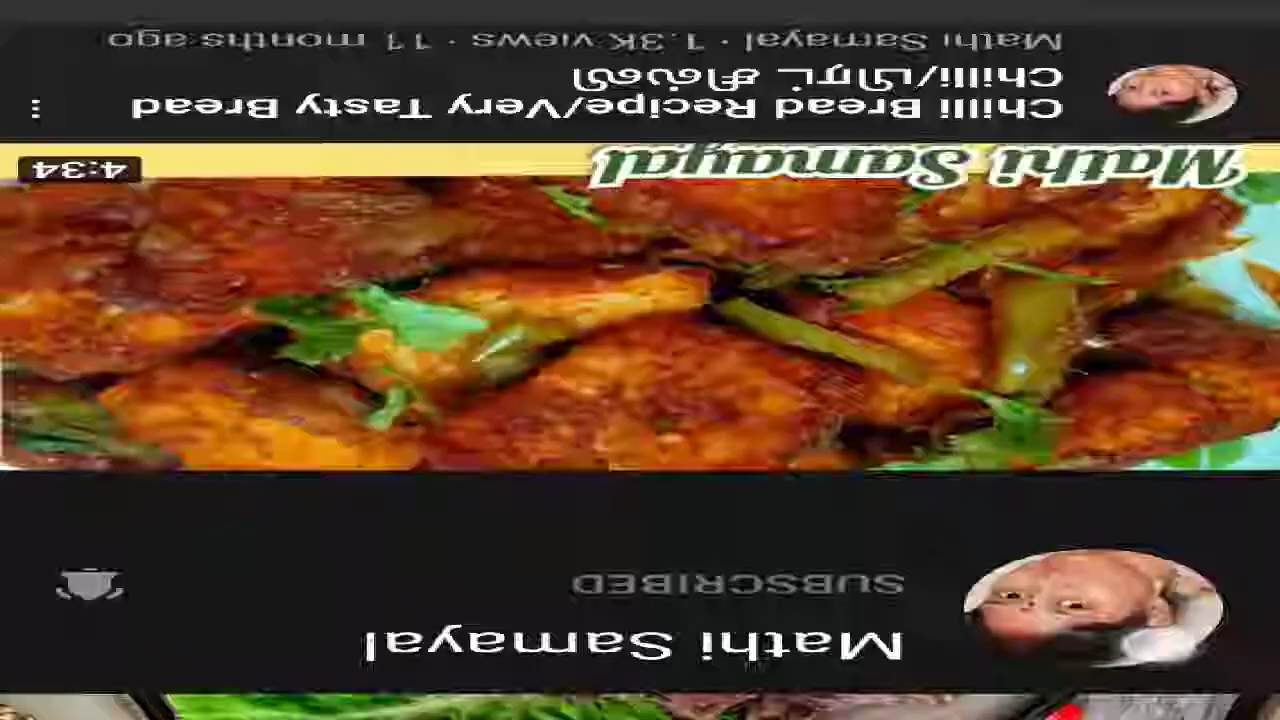 Mathi Samayal
SUBSCRIBED
Mathi Samayal
4:34
Chilli Bread Recipe/Very Tasty Bread
Chilli/பிரட் சில்லி
Mathi Samayal · 1.3K views · 11 months ago